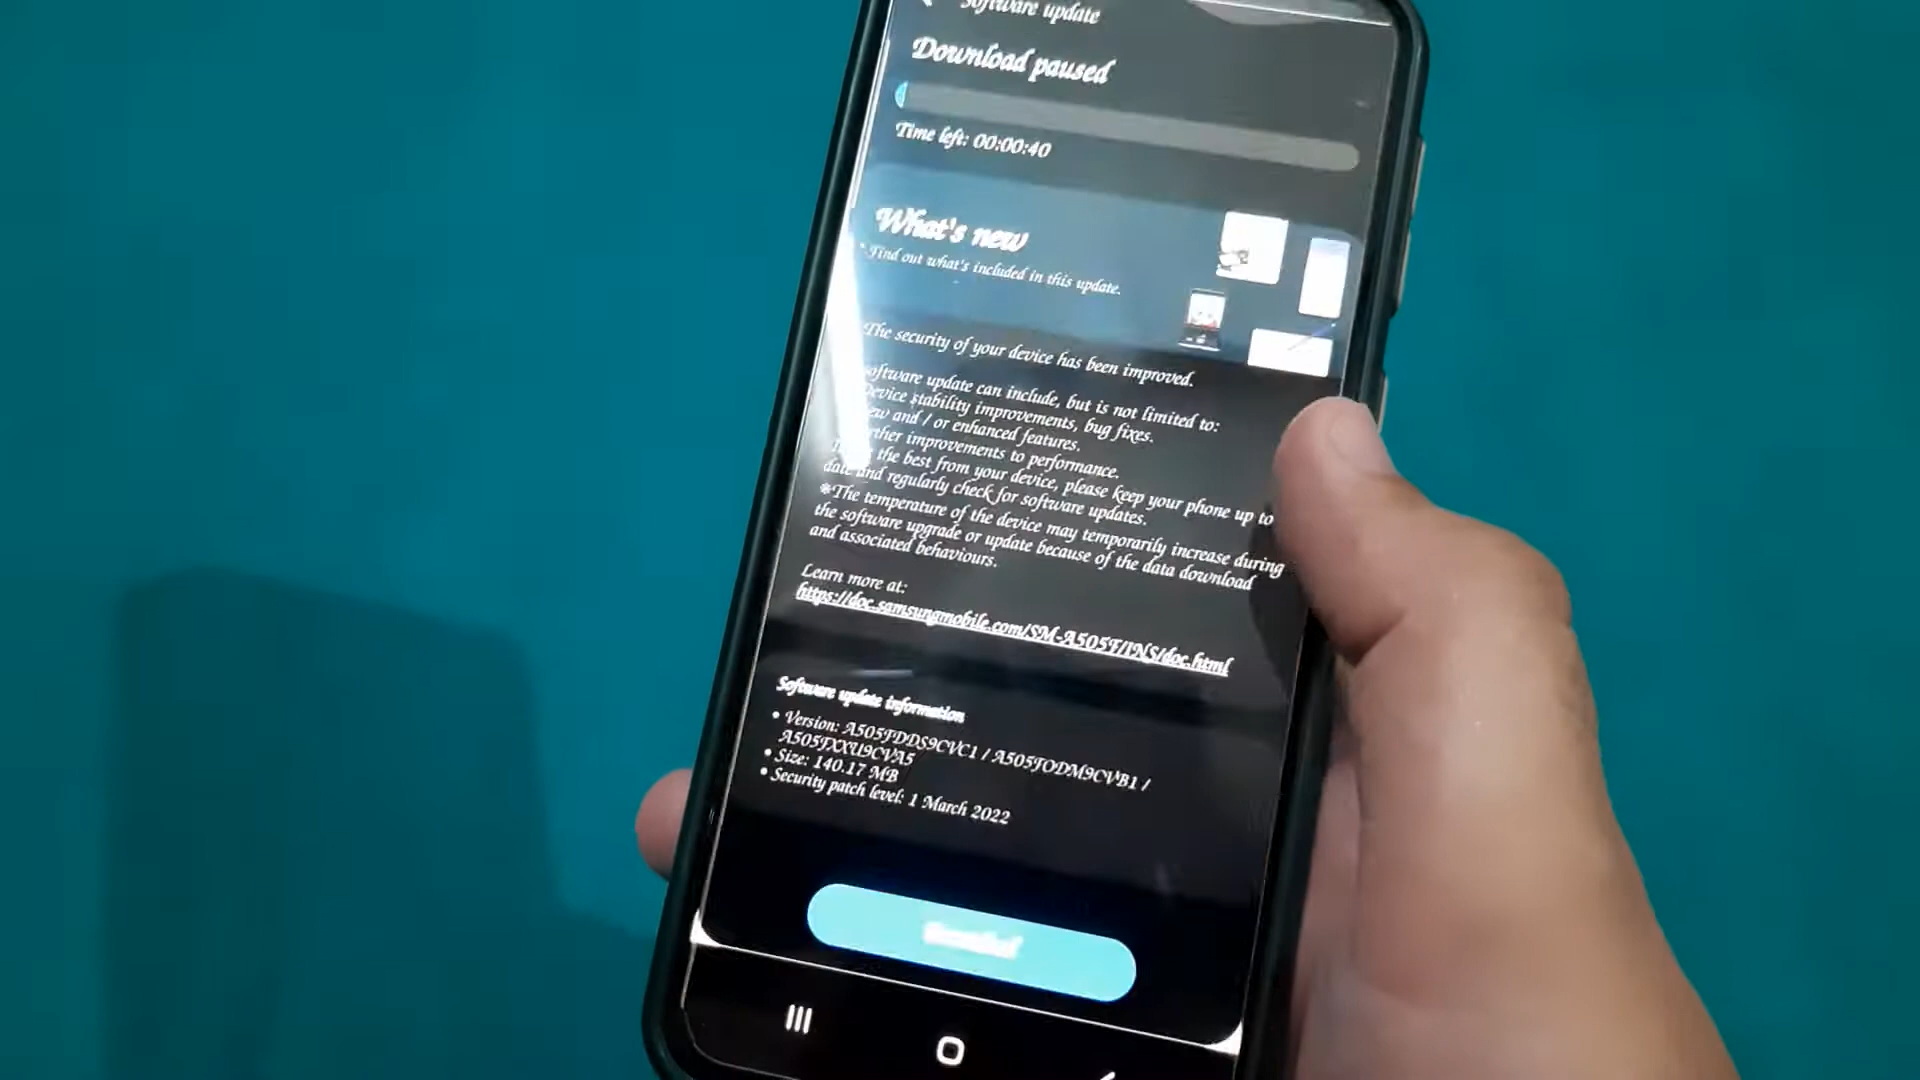 Software update
Download paused
Time left: 00:00:40
What's new
• Find out what's included in this update.
The security of your device has been improved.
Software update can include, but is not limited to:
Device stability improvements, bug fixes.
and / or enhanced features.
improvements to performance.
the best from your device, please keep your phone up to
date and regularly check for software updates.
※The temperature of the device may temporarily increase during
the software upgrade or update because of the data download
and associated behaviours.
Learn more at:
https://doc.samsungmobile.com/SM-A505F/INS/doc.html
Software update information
• Version: A505FDDS9CVC1 / A505FODM9CVB1 /
A505FXXU9CVA5
• Size: 140.17 MB
• Security patch level: 1 March 2022